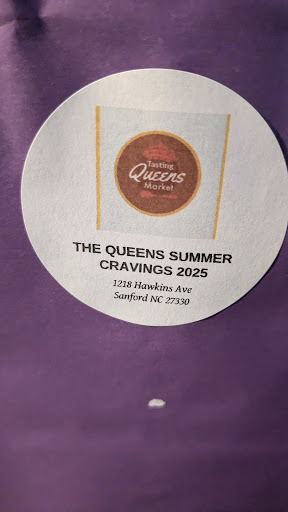 Tasting
Queens
Market
THE QUEENS SUMMER
CRAVINGS 2025
1218 Hawkins Ave
Sanford NC 27330